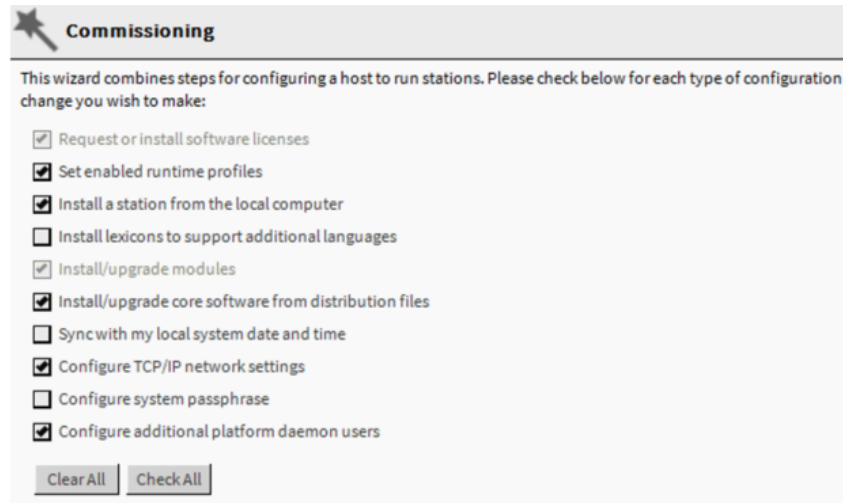 Commissioning
This wizard combines steps for configuring a host to run stations. Please check below for each type of configuration
change you wish to make:
Request or install software licenses
Set enabled runtime profiles
Install a station from the local computer
Install lexicons to support additional languages
Install/upgrade modules
Install/upgrade core software from distribution files
Sync with my local system date and time
Configure TCP/IP network settings
Configure system passphrase
Configure additional platform daemon users
Clear All Check All